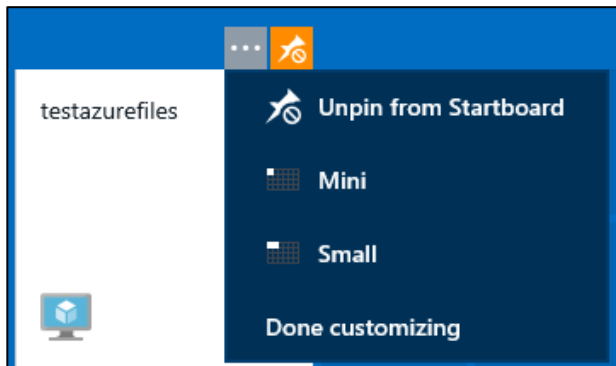 testazurefiles
Unpin from Startboard
Mini
Small
Done customizing